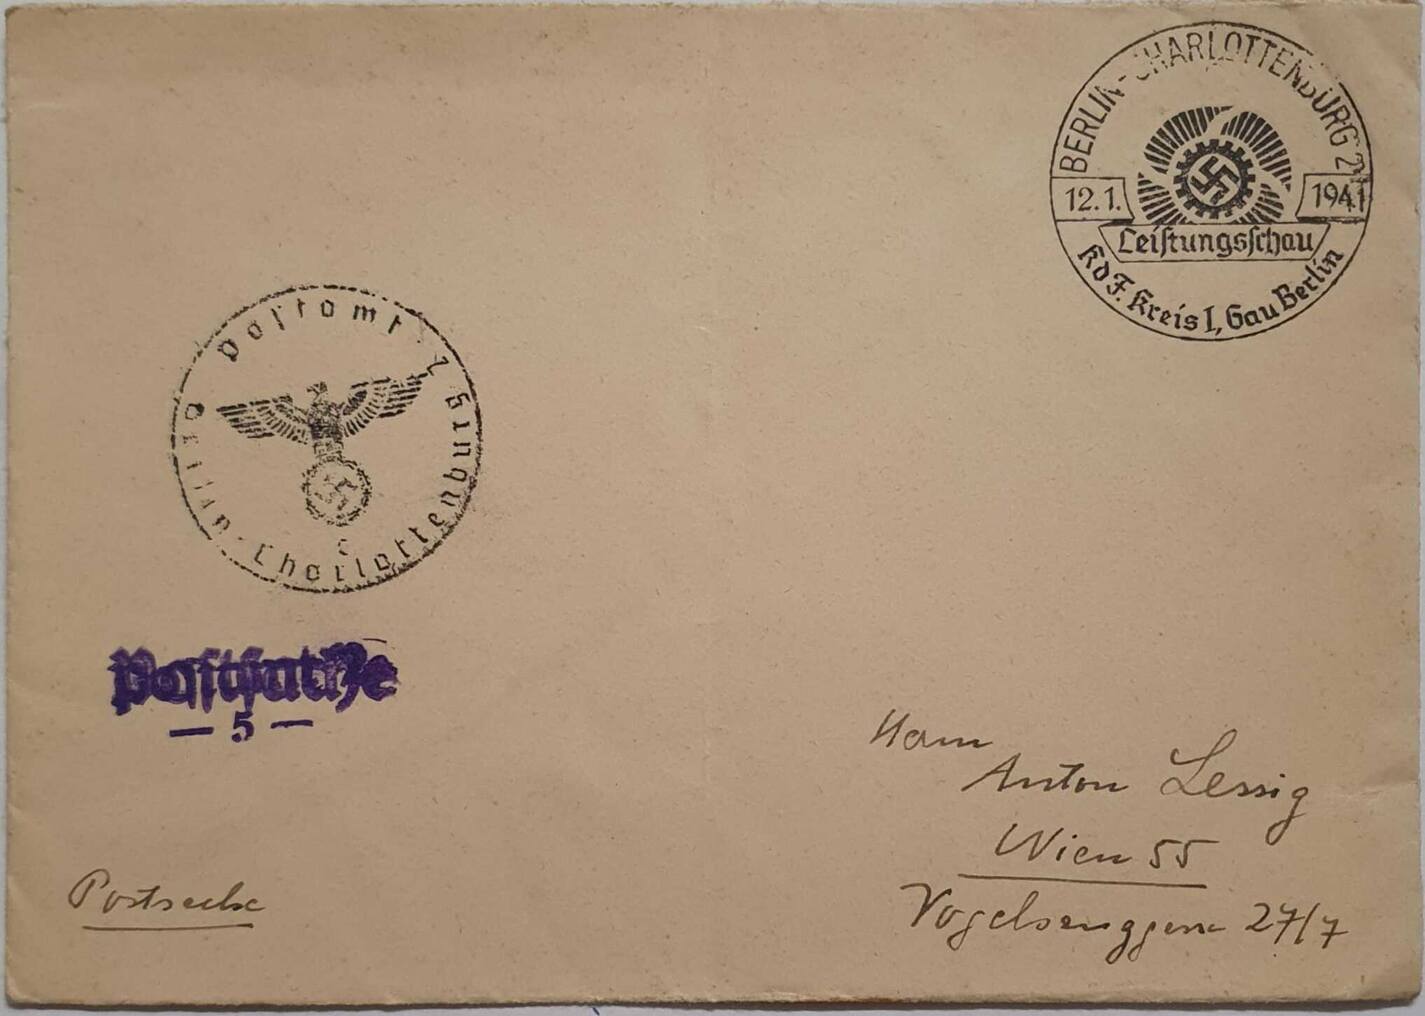 BERLIN-CHARLOTTENBURG 2
12.1. 1941
Leiſtungsſchau
KdF. Kreis I, Gau Berlin
Poſtamt
Berlin-Charlottenburg 2
c
Poſtſache
— 5 —
Herrn
Anton Lessig
Wien 55
Vogelsanggasse 27/7
Postsache